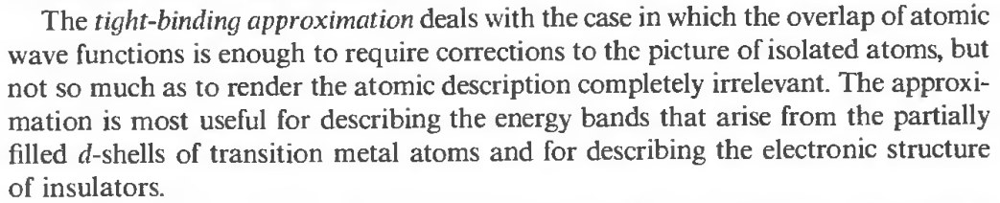 The tight-binding approximation deals with the case in which the overlap of atomic
wave functions is enough to require corrections to the picture of isolated atoms, but
not so much as to render the atomic description completely irrelevant. The approxi-
mation is most useful for describing the energy bands that arise from the partially
filled d-shells of transition metal atoms and for describing the electronic structure
of insulators.